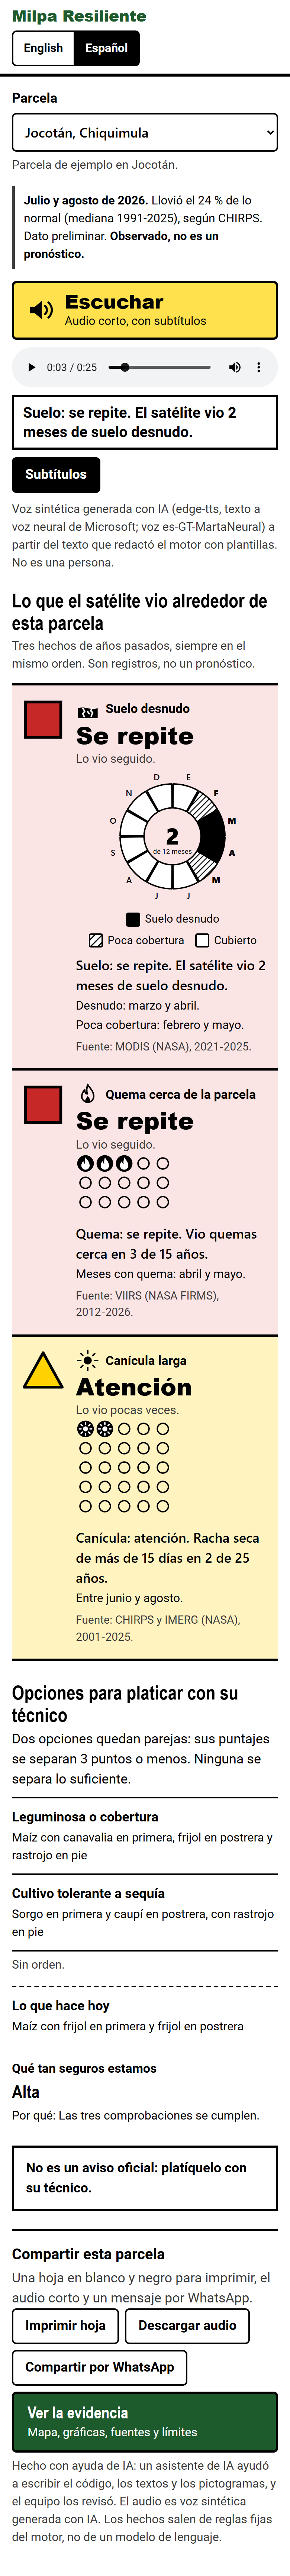 Milpa Resiliente
English Español
Parcela
Jocotán, Chiquimula
Parcela de ejemplo en Jocotán.
Julio y agosto de 2026. Llovió el 24 % de lo
normal (mediana 1991-2025), según CHIRPS.
Dato preliminar. Observado, no es un
pronóstico.
Escuchar
Audio corto, con subtítulos
0:03 / 0:25
Suelo: se repite. El satélite vio 2
meses de suelo desnudo.
Subtítulos
Voz sintética generada con IA (edge-tts, texto a
voz neural de Microsoft; voz es-GT-MartaNeural) a
partir del texto que redactó el motor con plantillas.
No es una persona.
Lo que el satélite vio alrededor de
esta parcela
Tres hechos de años pasados, siempre en el
mismo orden. Son registros, no un pronóstico.
Suelo desnudo
Se repite
Lo vio seguido.
D E
N F
O M
2
de 12 meses
S A
A M
J J
Suelo desnudo
Poca cobertura Cubierto
Suelo: se repite. El satélite vio 2
meses de suelo desnudo.
Desnudo: marzo y abril.
Poca cobertura: febrero y mayo.
Fuente: MODIS (NASA), 2021-2025.
Quema cerca de la parcela
Se repite
Lo vio seguido.
Quema: se repite. Vio quemas
cerca en 3 de 15 años.
Meses con quema: abril y mayo.
Fuente: VIIRS (NASA FIRMS),
2012-2026.
Canícula larga
Atención
Lo vio pocas veces.
Canícula: atención. Racha seca
de más de 15 días en 2 de 25
años.
Entre junio y agosto.
Fuente: CHIRPS y IMERG (NASA),
2001-2025.
Opciones para platicar con su
técnico
Dos opciones quedan parejas: sus puntajes
se separan 3 puntos o menos. Ninguna se
separa lo suficiente.
Leguminosa o cobertura
Maíz con canavalia en primera, frijol en postrera y
rastrojo en pie
Cultivo tolerante a sequía
Sorgo en primera y caupí en postrera, con rastrojo
en pie
Sin orden.
Lo que hace hoy
Maíz con frijol en primera y frijol en postrera
Qué tan seguros estamos
Alta
Por qué: Las tres comprobaciones se cumplen.
No es un aviso oficial: platíquelo con
su técnico.
Compartir esta parcela
Una hoja en blanco y negro para imprimir, el
audio corto y un mensaje por WhatsApp.
Imprimir hoja Descargar audio
Compartir por WhatsApp
Ver la evidencia
Mapa, gráficas, fuentes y límites
Hecho con ayuda de IA: un asistente de IA ayudó
a escribir el código, los textos y los pictogramas, y
el equipo los revisó. El audio es voz sintética
generada con IA. Los hechos salen de reglas fijas
del motor, no de un modelo de lenguaje.